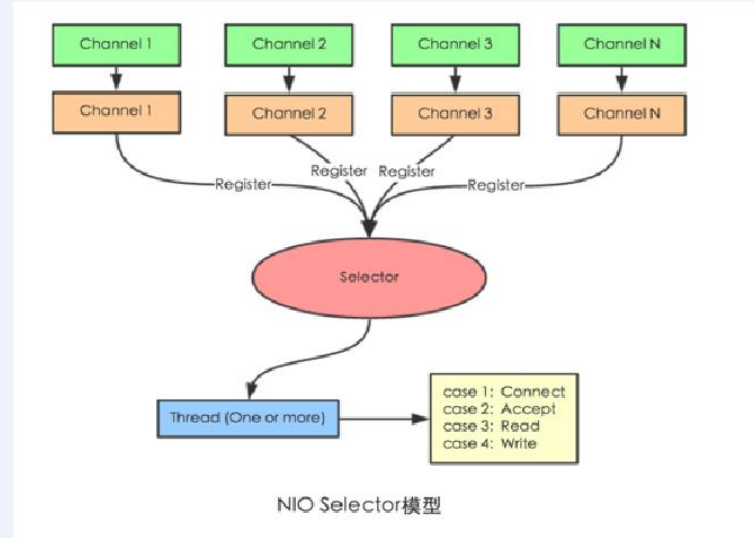 Channel 1
Channel 2
Channel 3
Channel N
Channel 1
Channel 2
Channel 3
Channel N
Register
Register
Register
Register
Selector
Thread (One or more)
case 1: Connect
case 2: Accept
case 3: Read
case 4: Write
NIO Selector模型